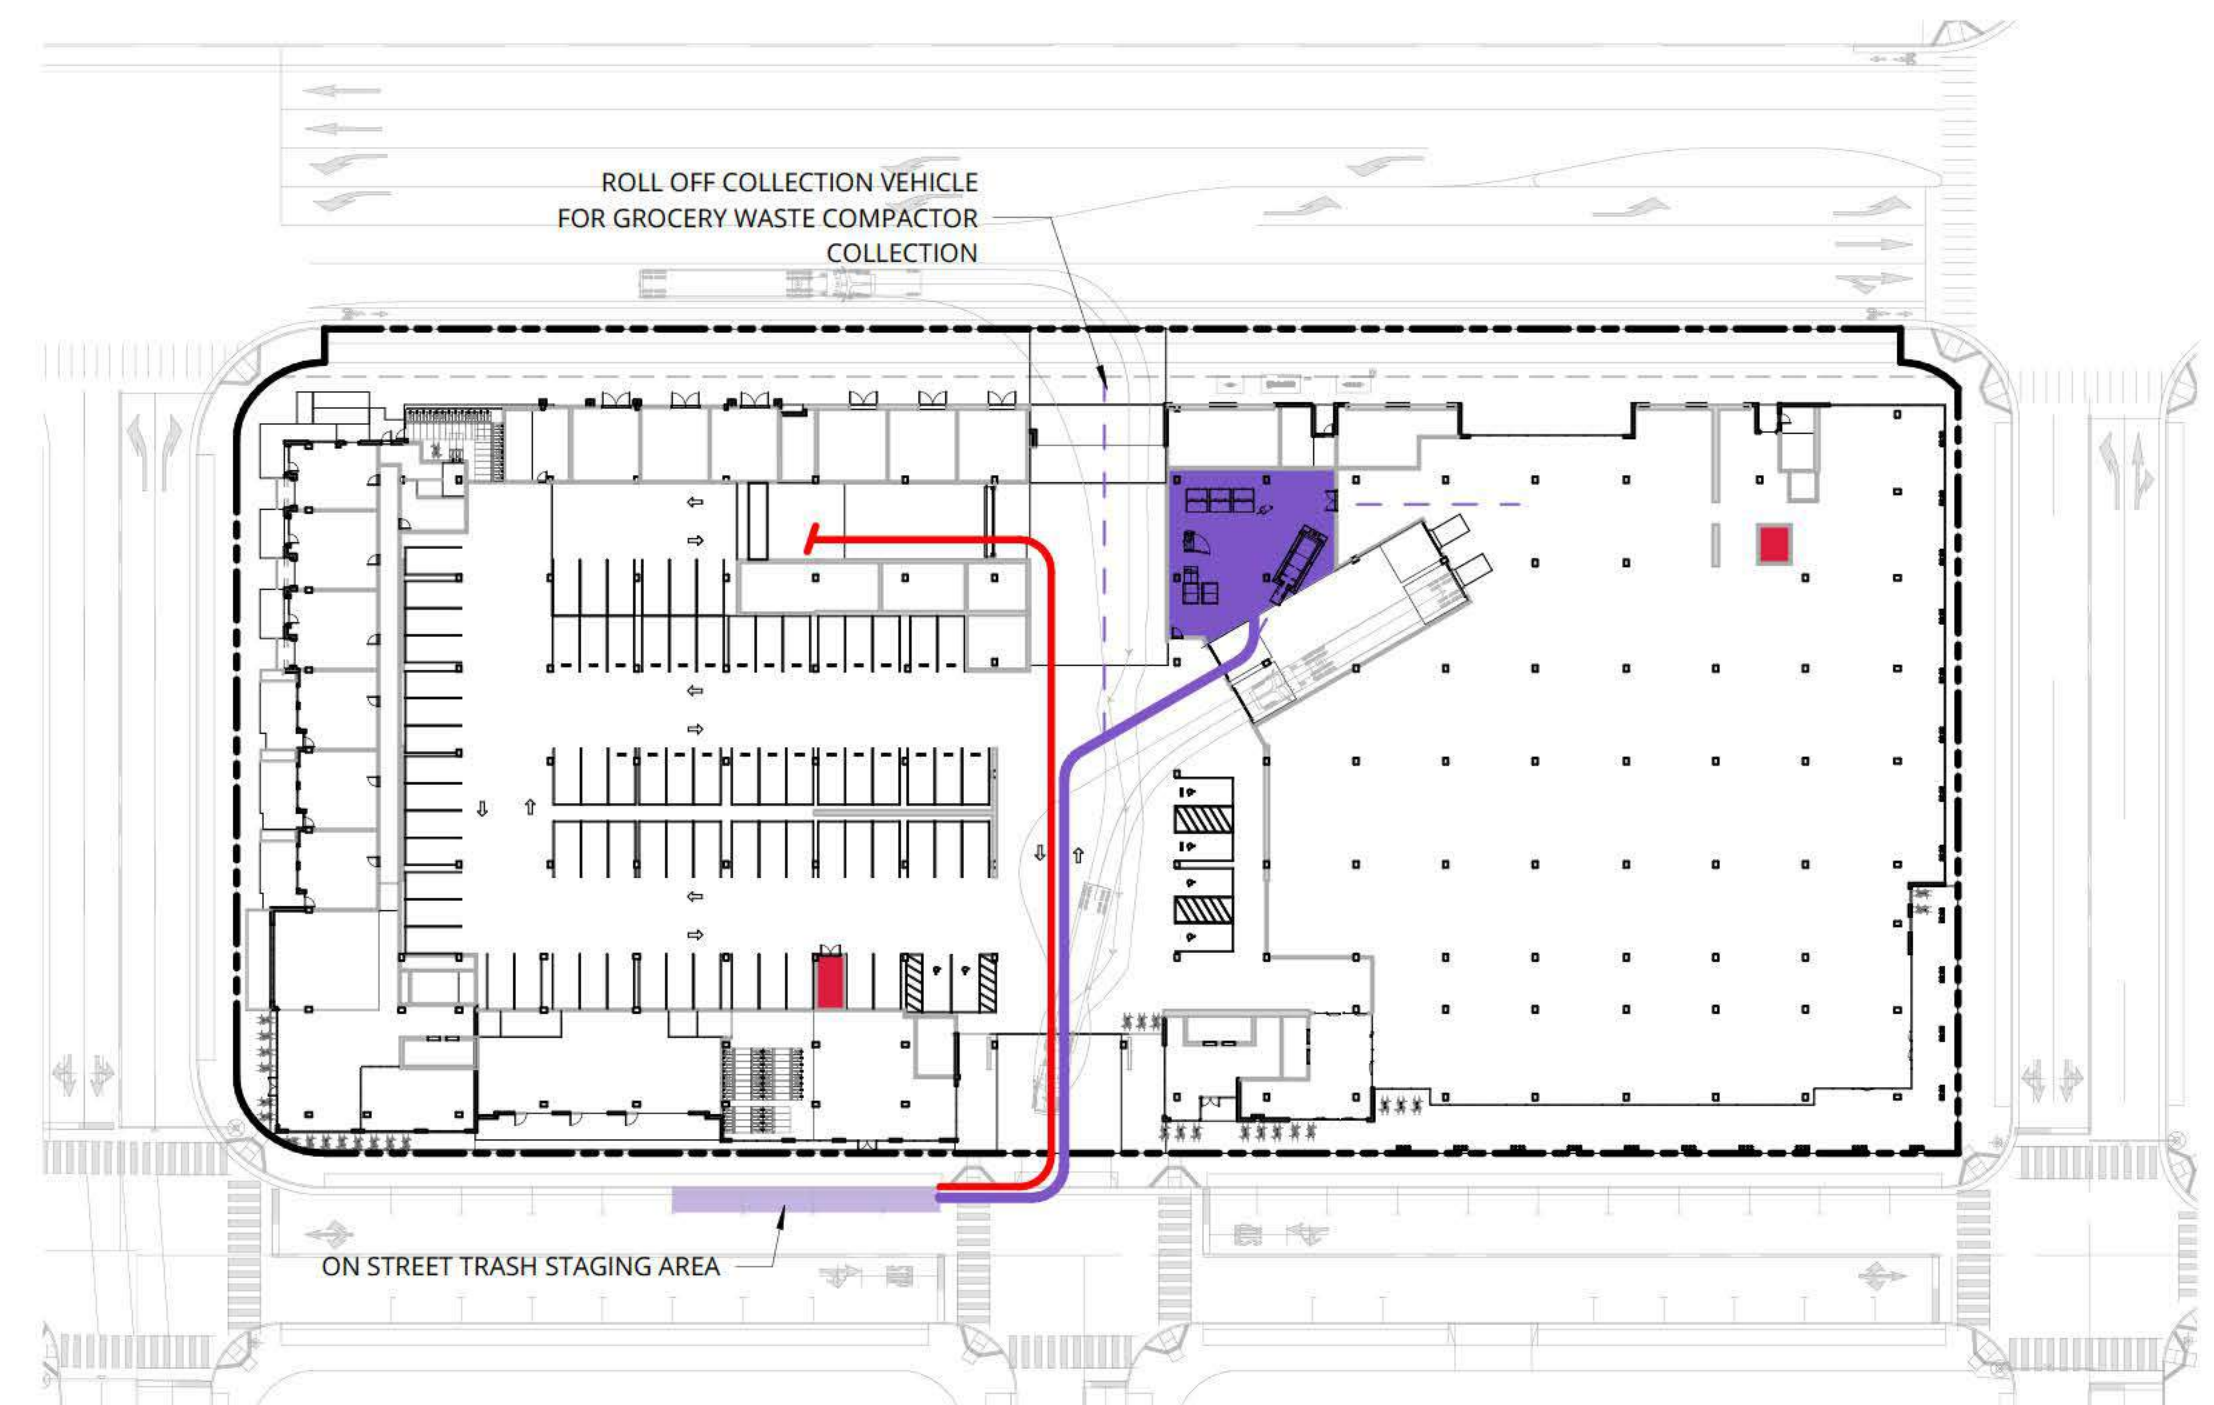 ROLL OFF COLLECTION VEHICLE
FOR GROCERY WASTE COMPACTOR
COLLECTION
ON STREET TRASH STAGING AREA